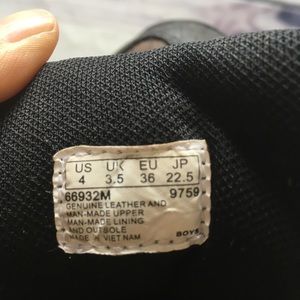 US UK EU JP
4 3.5 36 22.5
66932M 9759
GENUINE LEATHER AND
MAN-MADE UPPER
MAN-MADE LINING
AND OUTSOLE
MADE IN VIET NAM BOYS